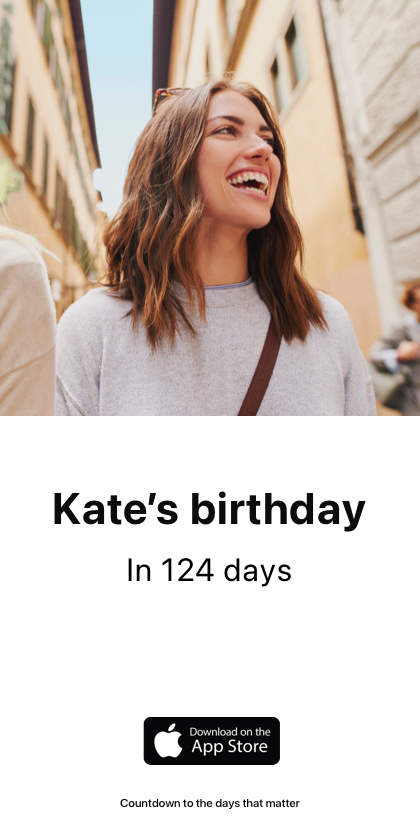 Kate's birthday
In 124 days
Download on the
App Store
Countdown to the days that matter